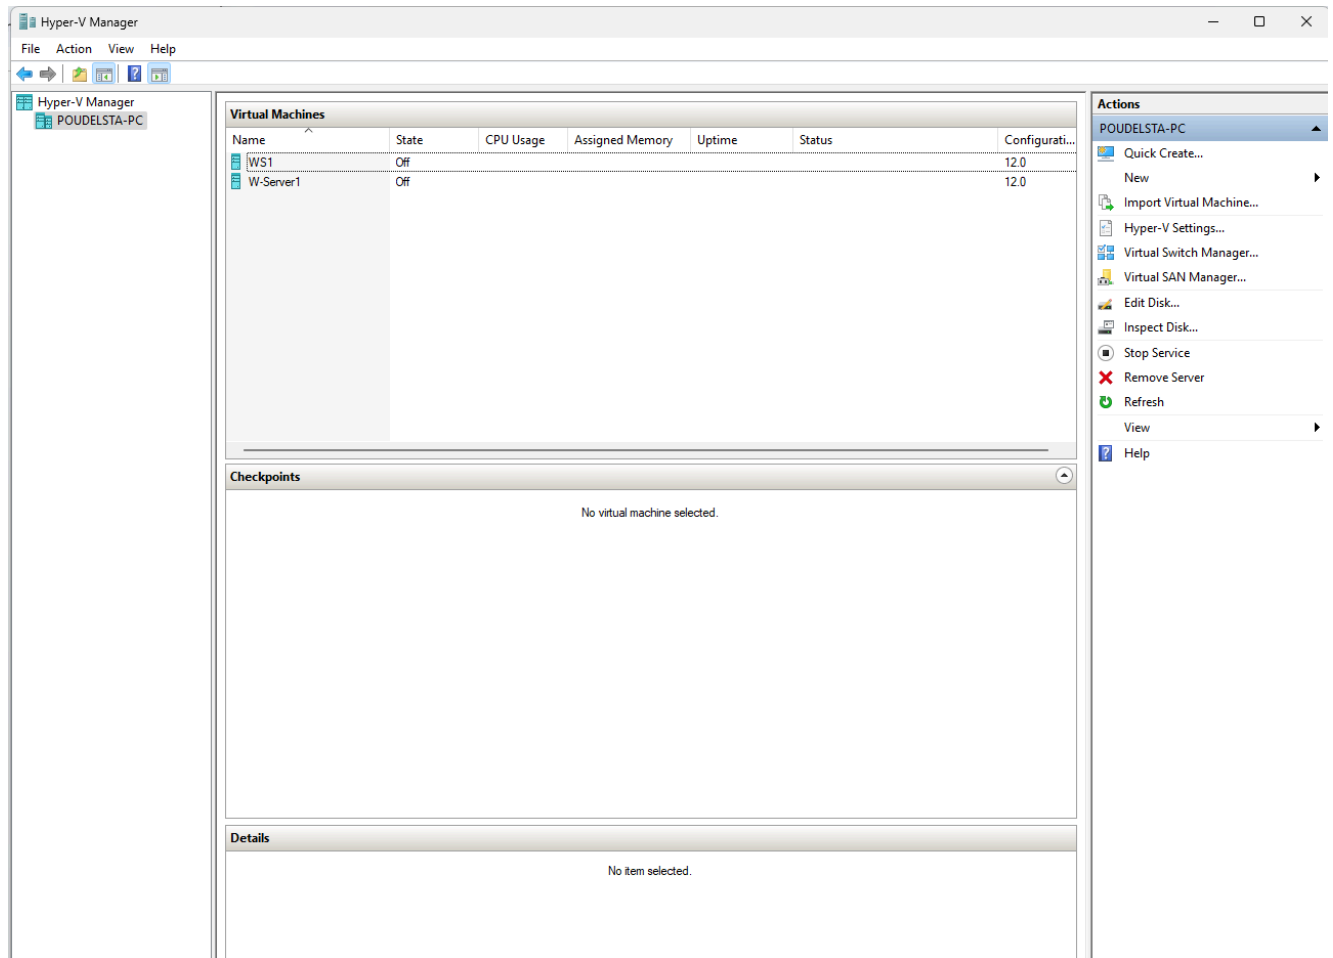 Hyper-V Manager
File Action View Help
Hyper-V Manager
POUDELSTA-PC
Virtual Machines
Name State CPU Usage Assigned Memory Uptime Status Configurati...
WS1 Off 12.0
W-Server1 Off 12.0
Checkpoints
No virtual machine selected.
Details
No item selected.
Actions
POUDELSTA-PC
Quick Create...
New
Import Virtual Machine...
Hyper-V Settings...
Virtual Switch Manager...
Virtual SAN Manager...
Edit Disk...
Inspect Disk...
Stop Service
Remove Server
Refresh
View
Help